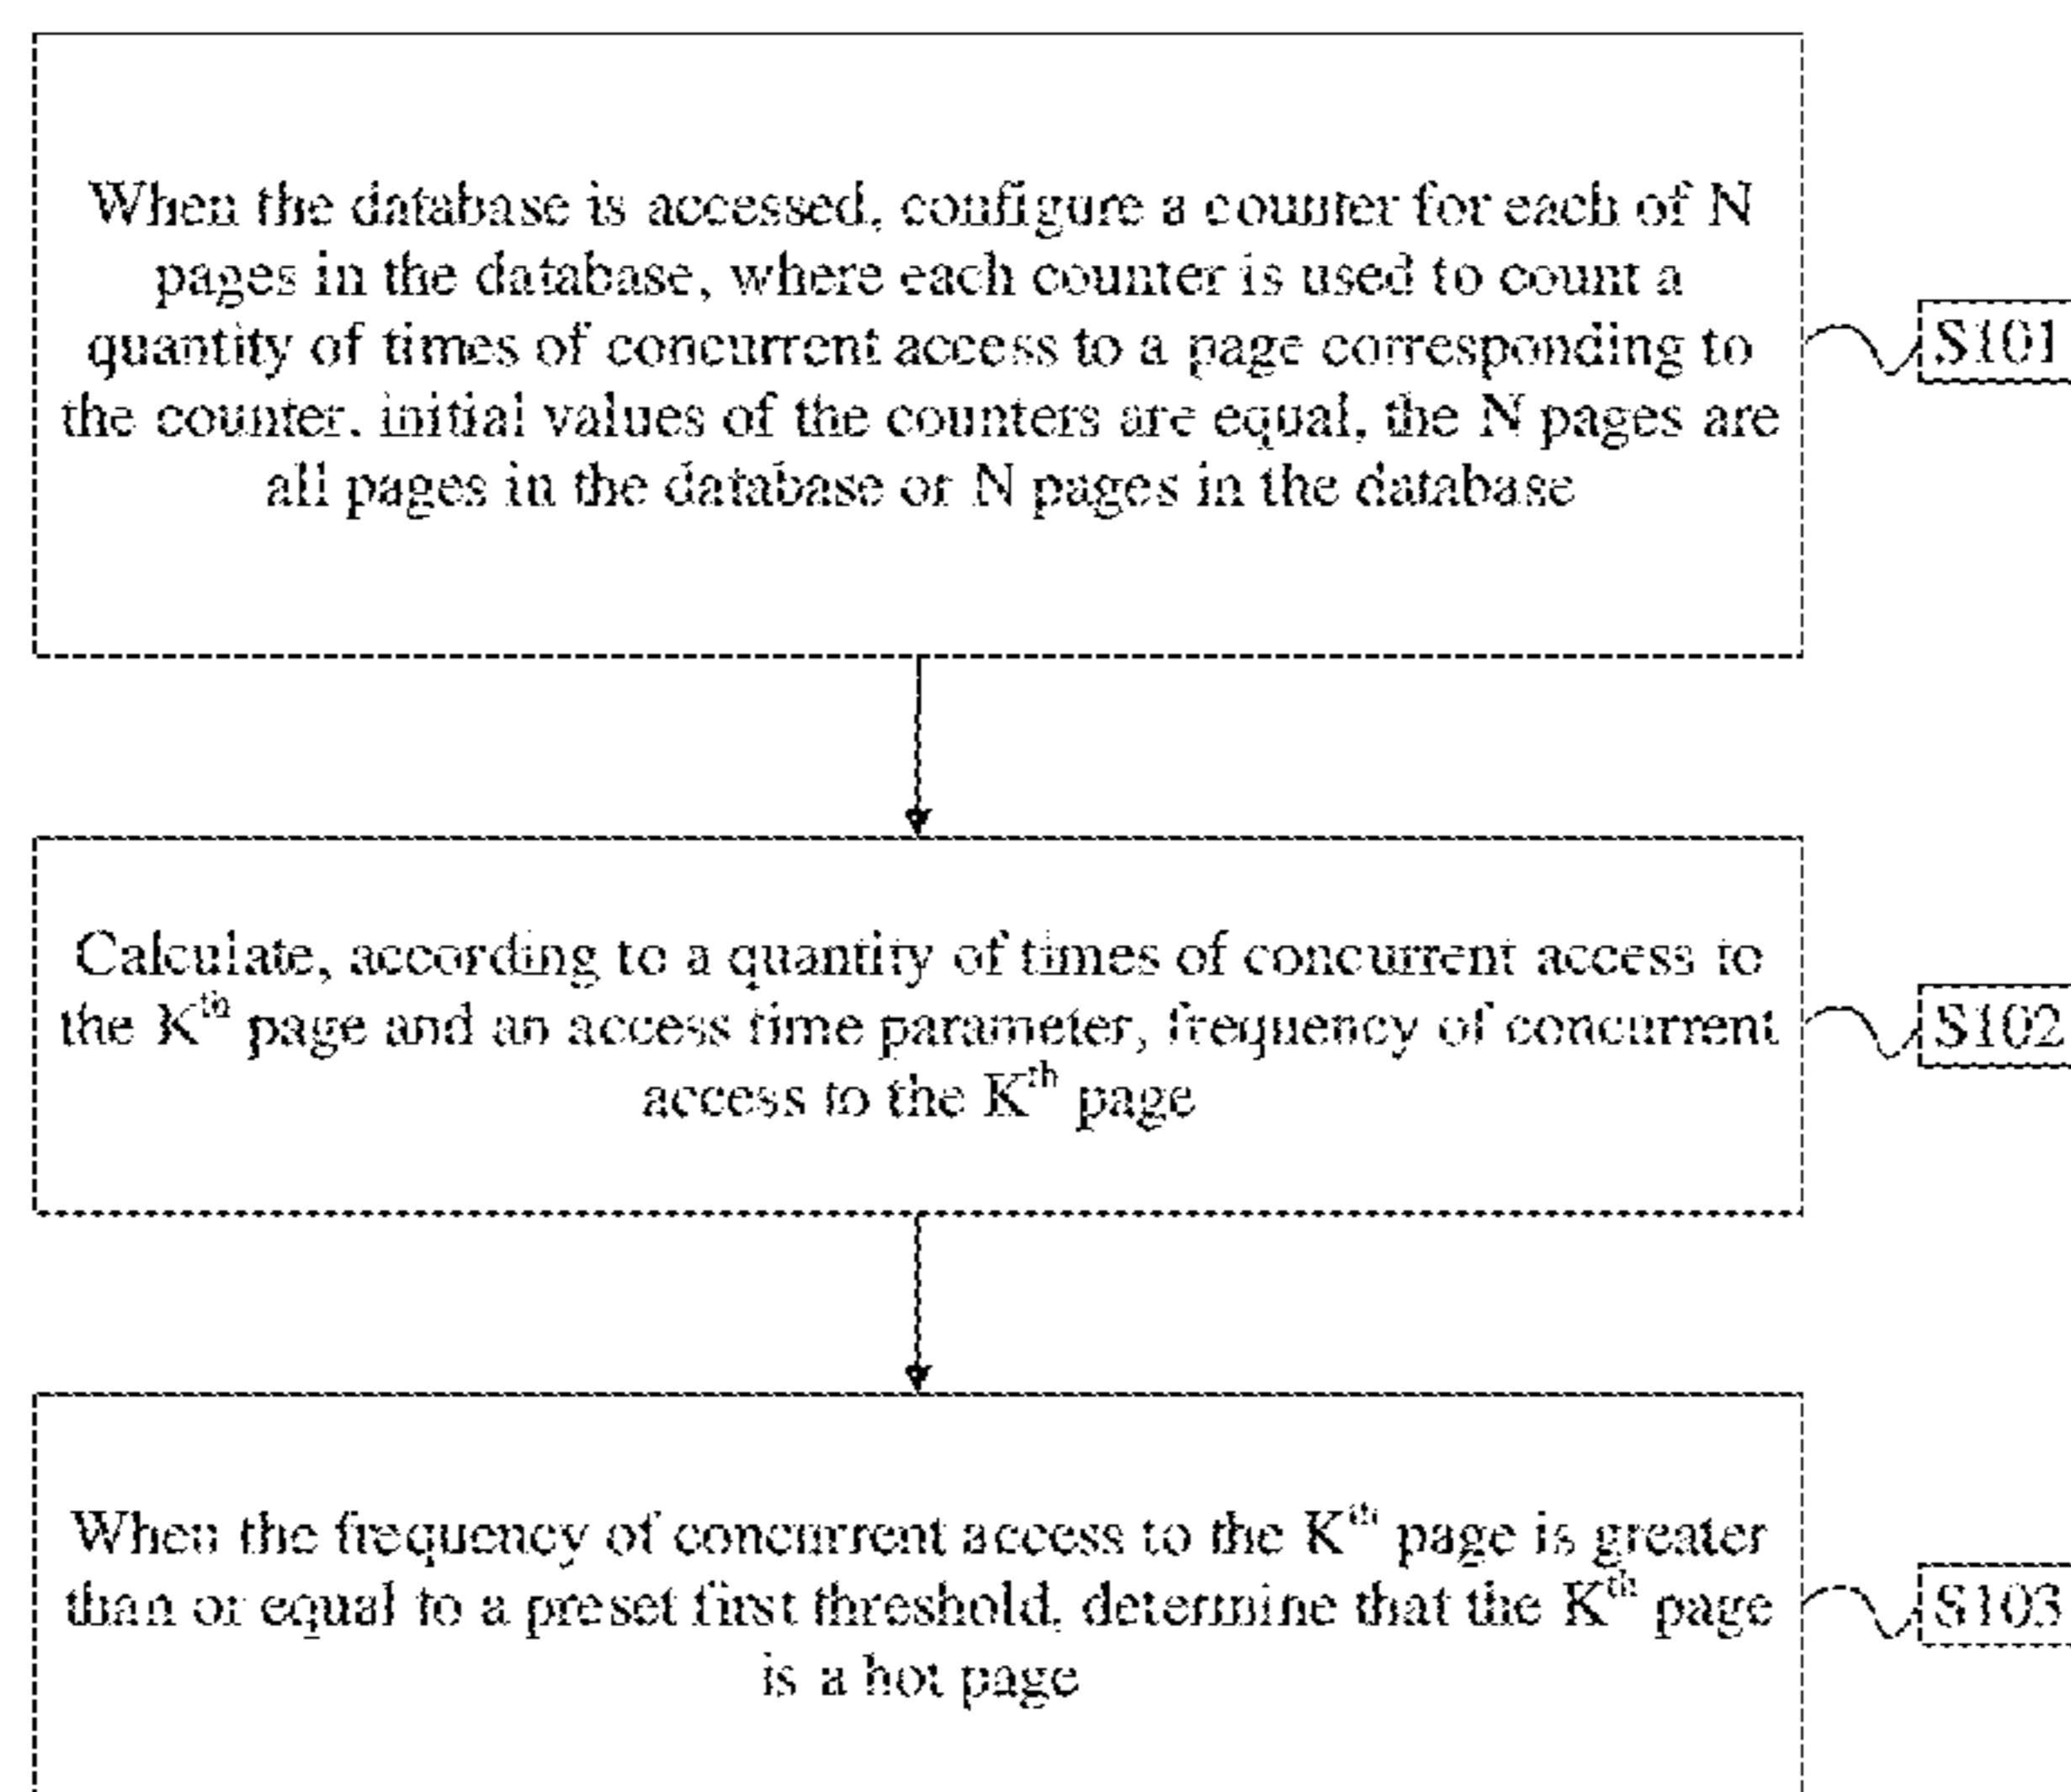 When the database is accessed, configure a counter for each of N
pages in the database, where each counter is used to count a
quantity of times of concurrent access to a page corresponding to
the counter, initial values of the counters are equal, the N pages are
all pages in the database or N pages in the database
S101
Calculate, according to a quantity of times of concurrent access to
the Kth page and an access time parameter, frequency of concurrent
access to the Kth page
S102
When the frequency of concurrent access to the Kth page is greater
than or equal to a preset first threshold, determine that the Kth page
is a hot page
S103